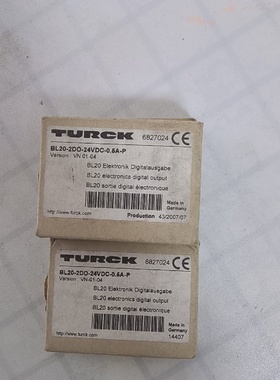 TURCK
6827024 CE
BL20-2DO-24VDC-0.5A-P
Version : VN 01-04
BL20 Elektronik Digitalausgabe
BL20 electronics digital output
BL20 sortie digital électronique
Made in
Germany
http://www.turck.com
Production 43/2007/07
TURCK
6827024 CE
BL20-2DO-24VDC-0.5A-P
Version : VN-01-04
BL20 Elektronik Digitalausgabe
BL20 electronics digital output
BL20 sortie digital électronique
Made in
Germany
http://www.turck.com
14407